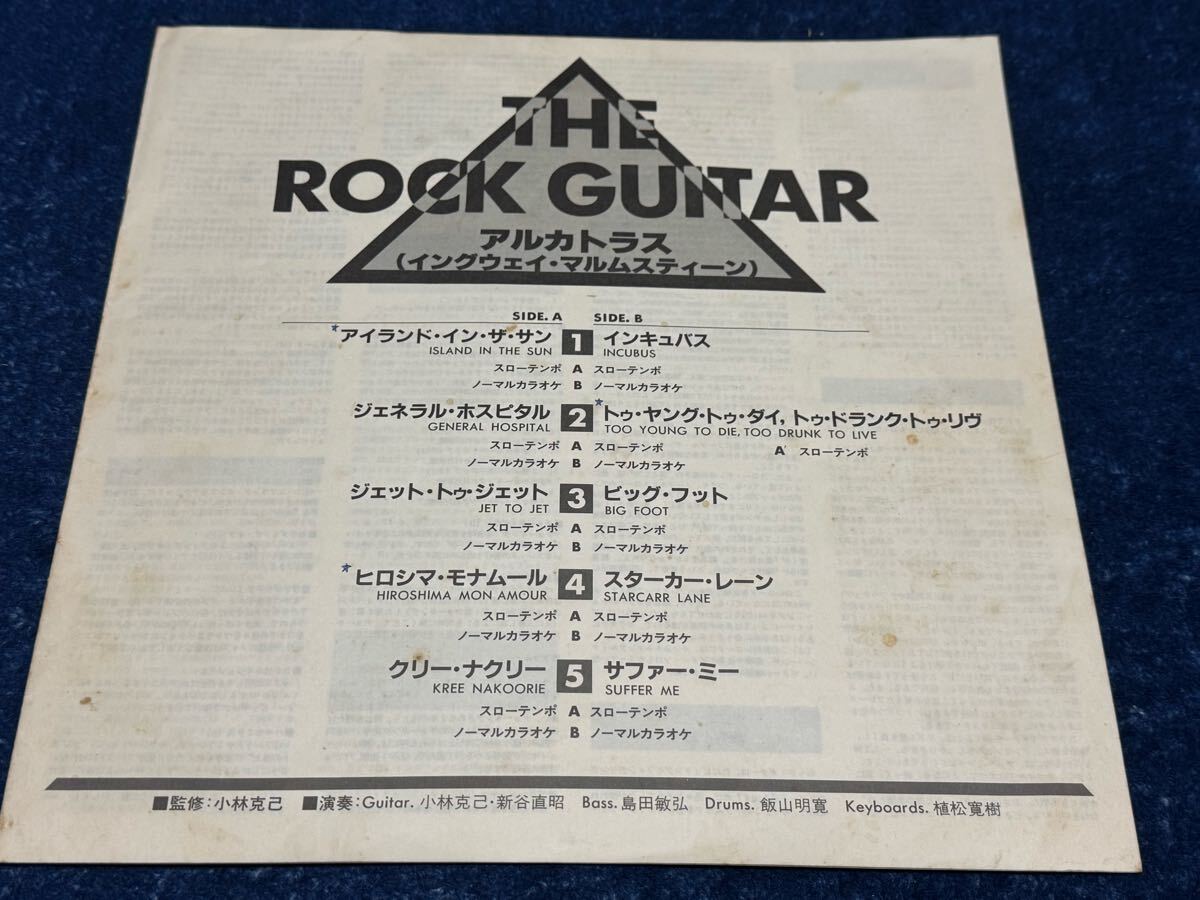 THE
ROCK GUITAR
アルカトラス
(イングウェイ・マルムスティーン)
SIDE. A SIDE. B
★アイランド・イン・ザ・サン 1 インキュバス
ISLAND IN THE SUN INCUBUS
スローテンポ A スローテンポ
ノーマルカラオケ B ノーマルカラオケ
ジェネラル・ホスピタル 2 ★トゥ・ヤング・トゥ・ダイ, トゥ・ドランク・トゥ・リヴ
GENERAL HOSPITAL TOO YOUNG TO DIE, TOO DRUNK TO LIVE
スローテンポ A スローテンポ A' スローテンポ
ノーマルカラオケ B ノーマルカラオケ
ジェット・トゥ・ジェット 3 ビッグ・フット
JET TO JET BIG FOOT
スローテンポ A スローテンポ
ノーマルカラオケ B ノーマルカラオケ
★ヒロシマ・モナムール 4 スターカー・レーン
HIROSHIMA MON AMOUR STARCARR LANE
スローテンポ A スローテンポ
ノーマルカラオケ B ノーマルカラオケ
クリー・ナクリー 5 サファー・ミー
KREE NAKOORIE SUFFER ME
スローテンポ A スローテンポ
ノーマルカラオケ B ノーマルカラオケ
■監修:小林克己 ■演奏:Guitar. 小林克己・新谷直昭 Bass. 島田敏弘 Drums. 飯山明寛 Keyboards. 植松寛樹